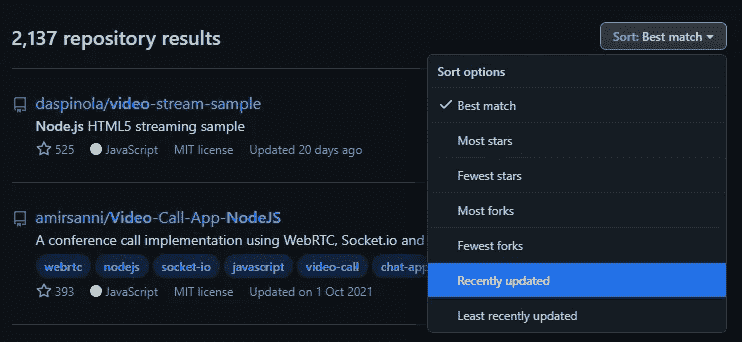 2,137 repository results
Sort: Best match
Sort options
Best match
Most stars
Fewest stars
Most forks
Fewest forks
Recently updated
Least recently updated
daspinola/video-stream-sample
Node.js HTML5 streaming sample
525 JavaScript MIT license Updated 20 days ago
amirsanni/Video-Call-App-NodeJS
A conference call implementation using WebRTC, Socket.io and
webrtc nodejs socket-io javascript video-call chat-app
393 JavaScript MIT license Updated on 1 Oct 2021